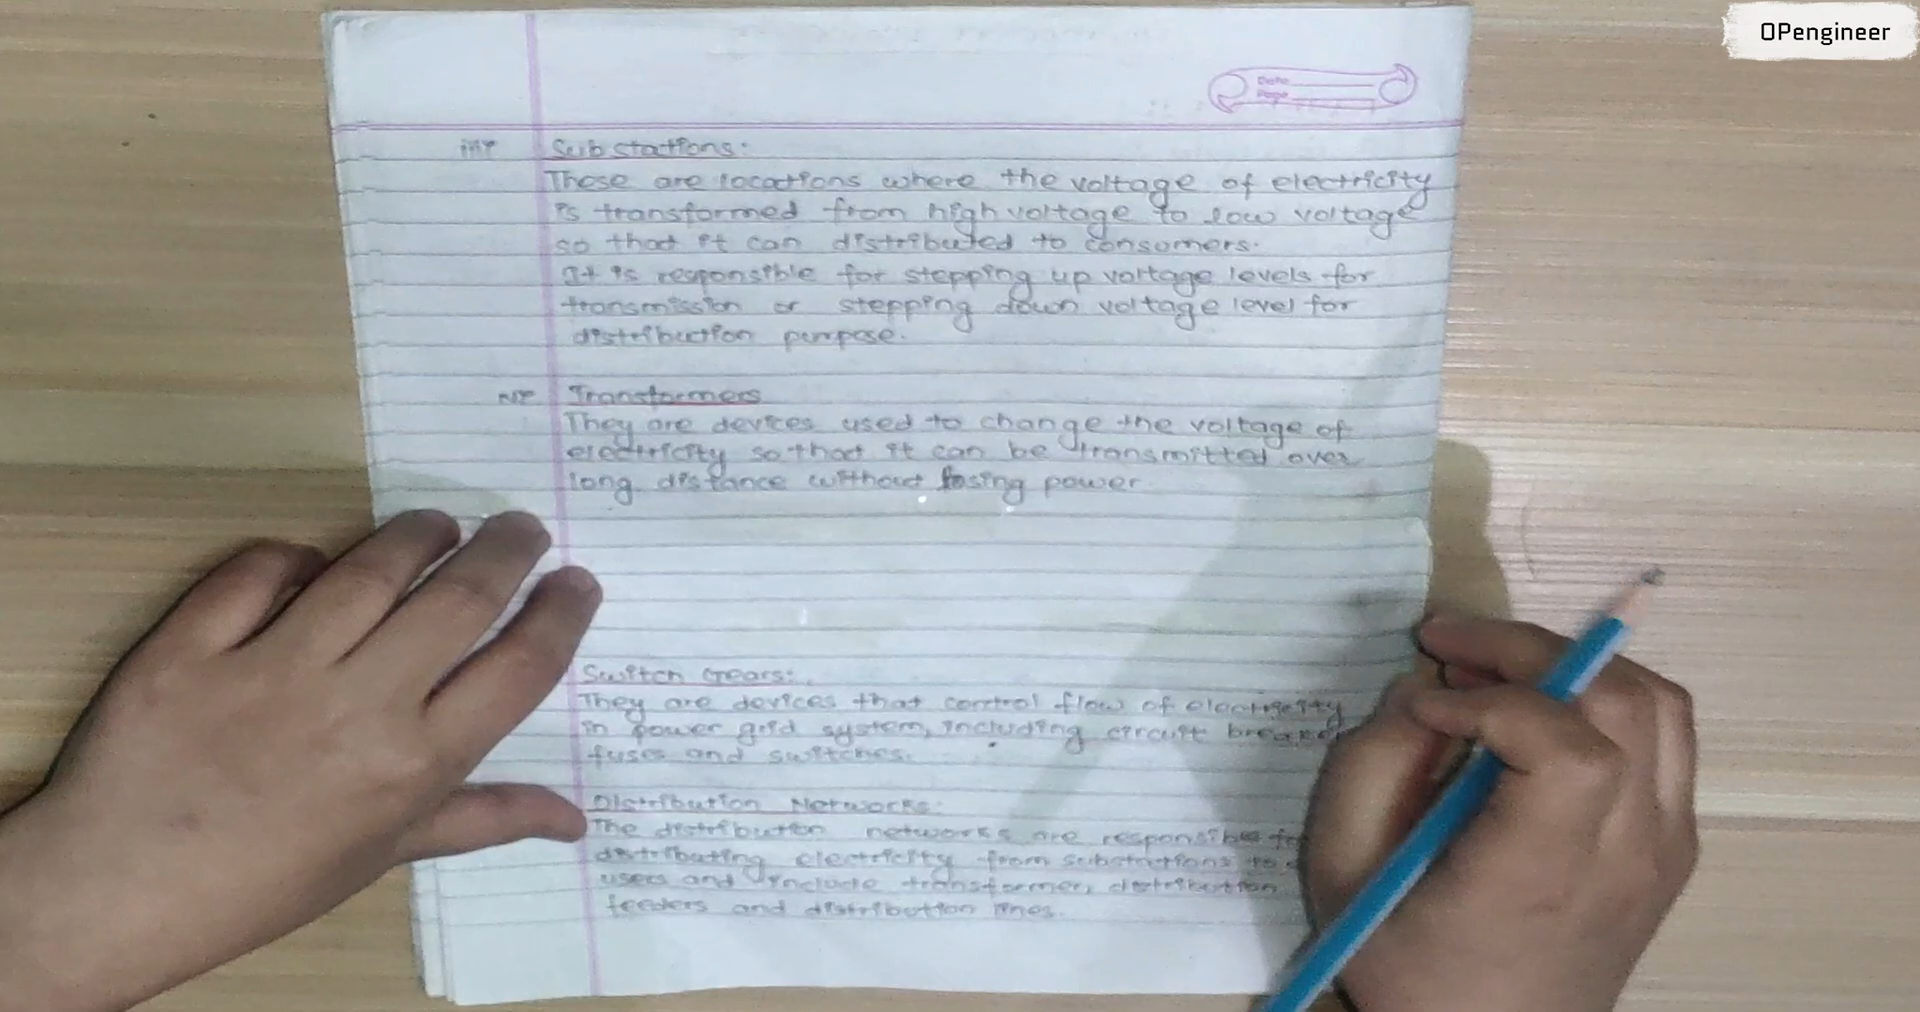 OPengineer
Date
Page
imp Substations:
These are locations where the voltage of electricity
is transformed from high voltage to low voltage
so that it can distributed to consomers.
It is responsible for stepping up voltage levels for
transmission or stepping down voltage level for
distribution purpose.
Transformers
They are devices used to change the voltage of
electricity so that it can be transmitted over
long distance without losing power
Switch Gears:
They are devices that control flow of electricity
in power grid system, including circuit
fuses and switches.
Distribution Networks:
The distribution networks are responsible
distributing electricity from substations to
users and include transformer, distribution
feeders and distribution lines.